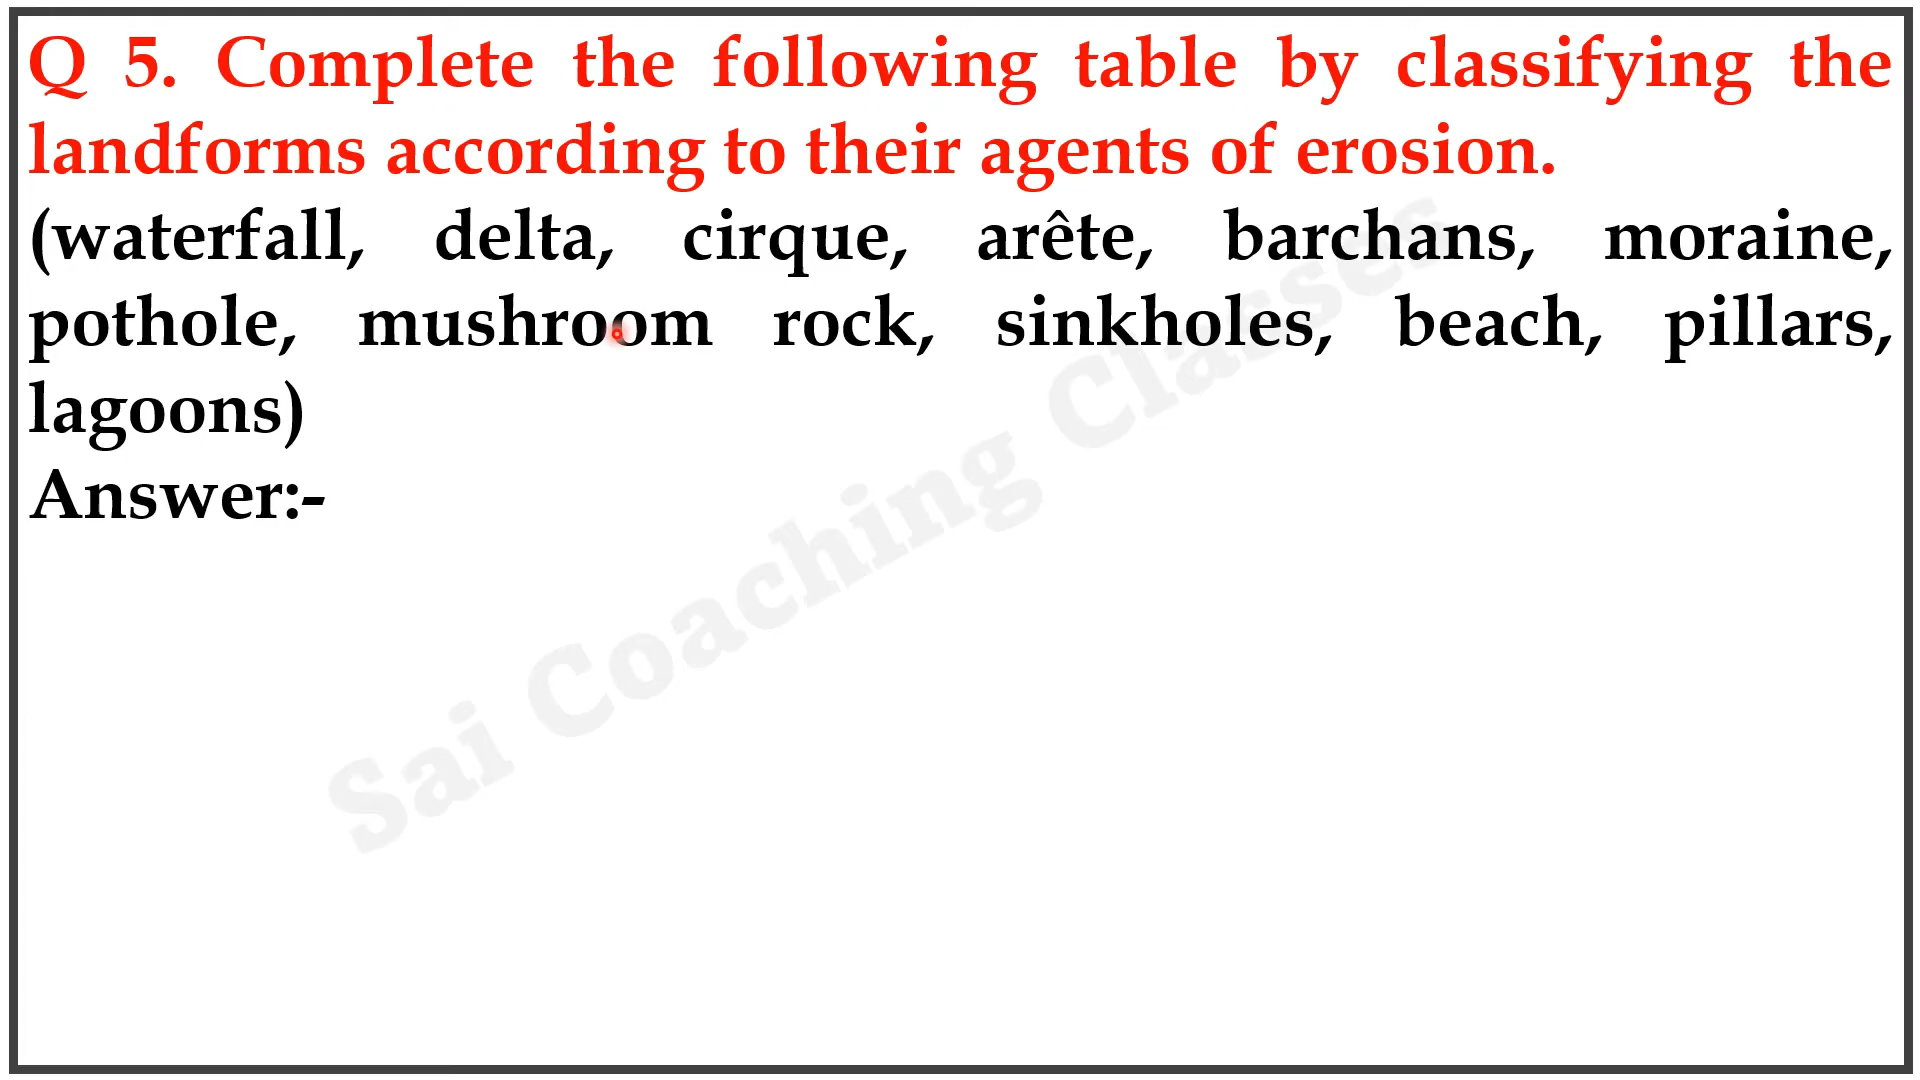 Q 5. Complete the following table by classifying the
landforms according to their agents of erosion.
(waterfall, delta, cirque, arête, barchans, moraine,
pothole, mushroom rock, sinkholes, beach, pillars,
lagoons)
Answer:-
Sai Coaching Classes